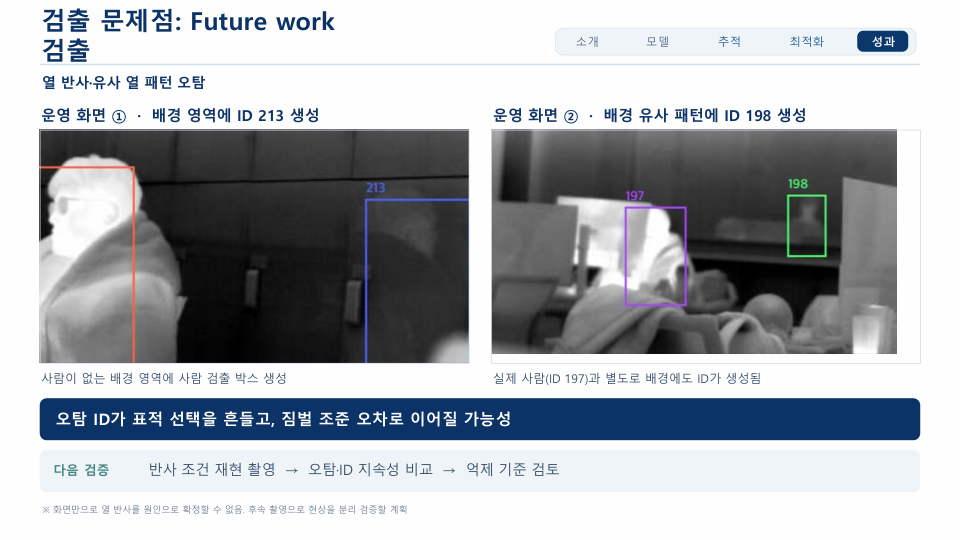 검출 문제점: Future work
검출
소개 모델 추적 최적화 성과
열 반사·유사 열 패턴 오탐
운영 화면 ① · 배경 영역에 ID 213 생성
운영 화면 ② · 배경 유사 패턴에 ID 198 생성
213
197
198
사람이 없는 배경 영역에 사람 검출 박스 생성
실제 사람(ID 197)과 별도로 배경에도 ID가 생성됨
오탐 ID가 표적 선택을 흔들고, 짐벌 조준 오차로 이어질 가능성
다음 검증 반사 조건 재현 촬영 → 오탐·ID 지속성 비교 → 억제 기준 검토
※ 화면만으로 열 반사를 원인으로 확정할 수 없음. 후속 촬영으로 현상을 분리 검증할 계획